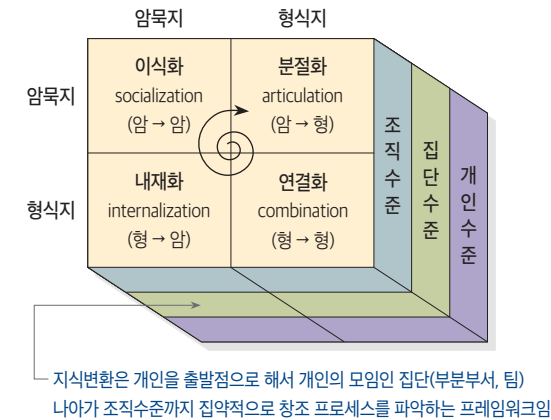 암묵지 형식지
암묵지
이식화
socialization
(암 → 암)
분절화
articulation
(암 → 형)
형식지
내재화
internalization
(형 → 암)
연결화
combination
(형 → 형)
조직수준
집단수준
개인수준
지식변환은 개인을 출발점으로 해서 개인의 모임인 집단(부분부서, 팀)
나아가 조직수준까지 집약적으로 창조 프로세스를 파악하는 프레임워크임